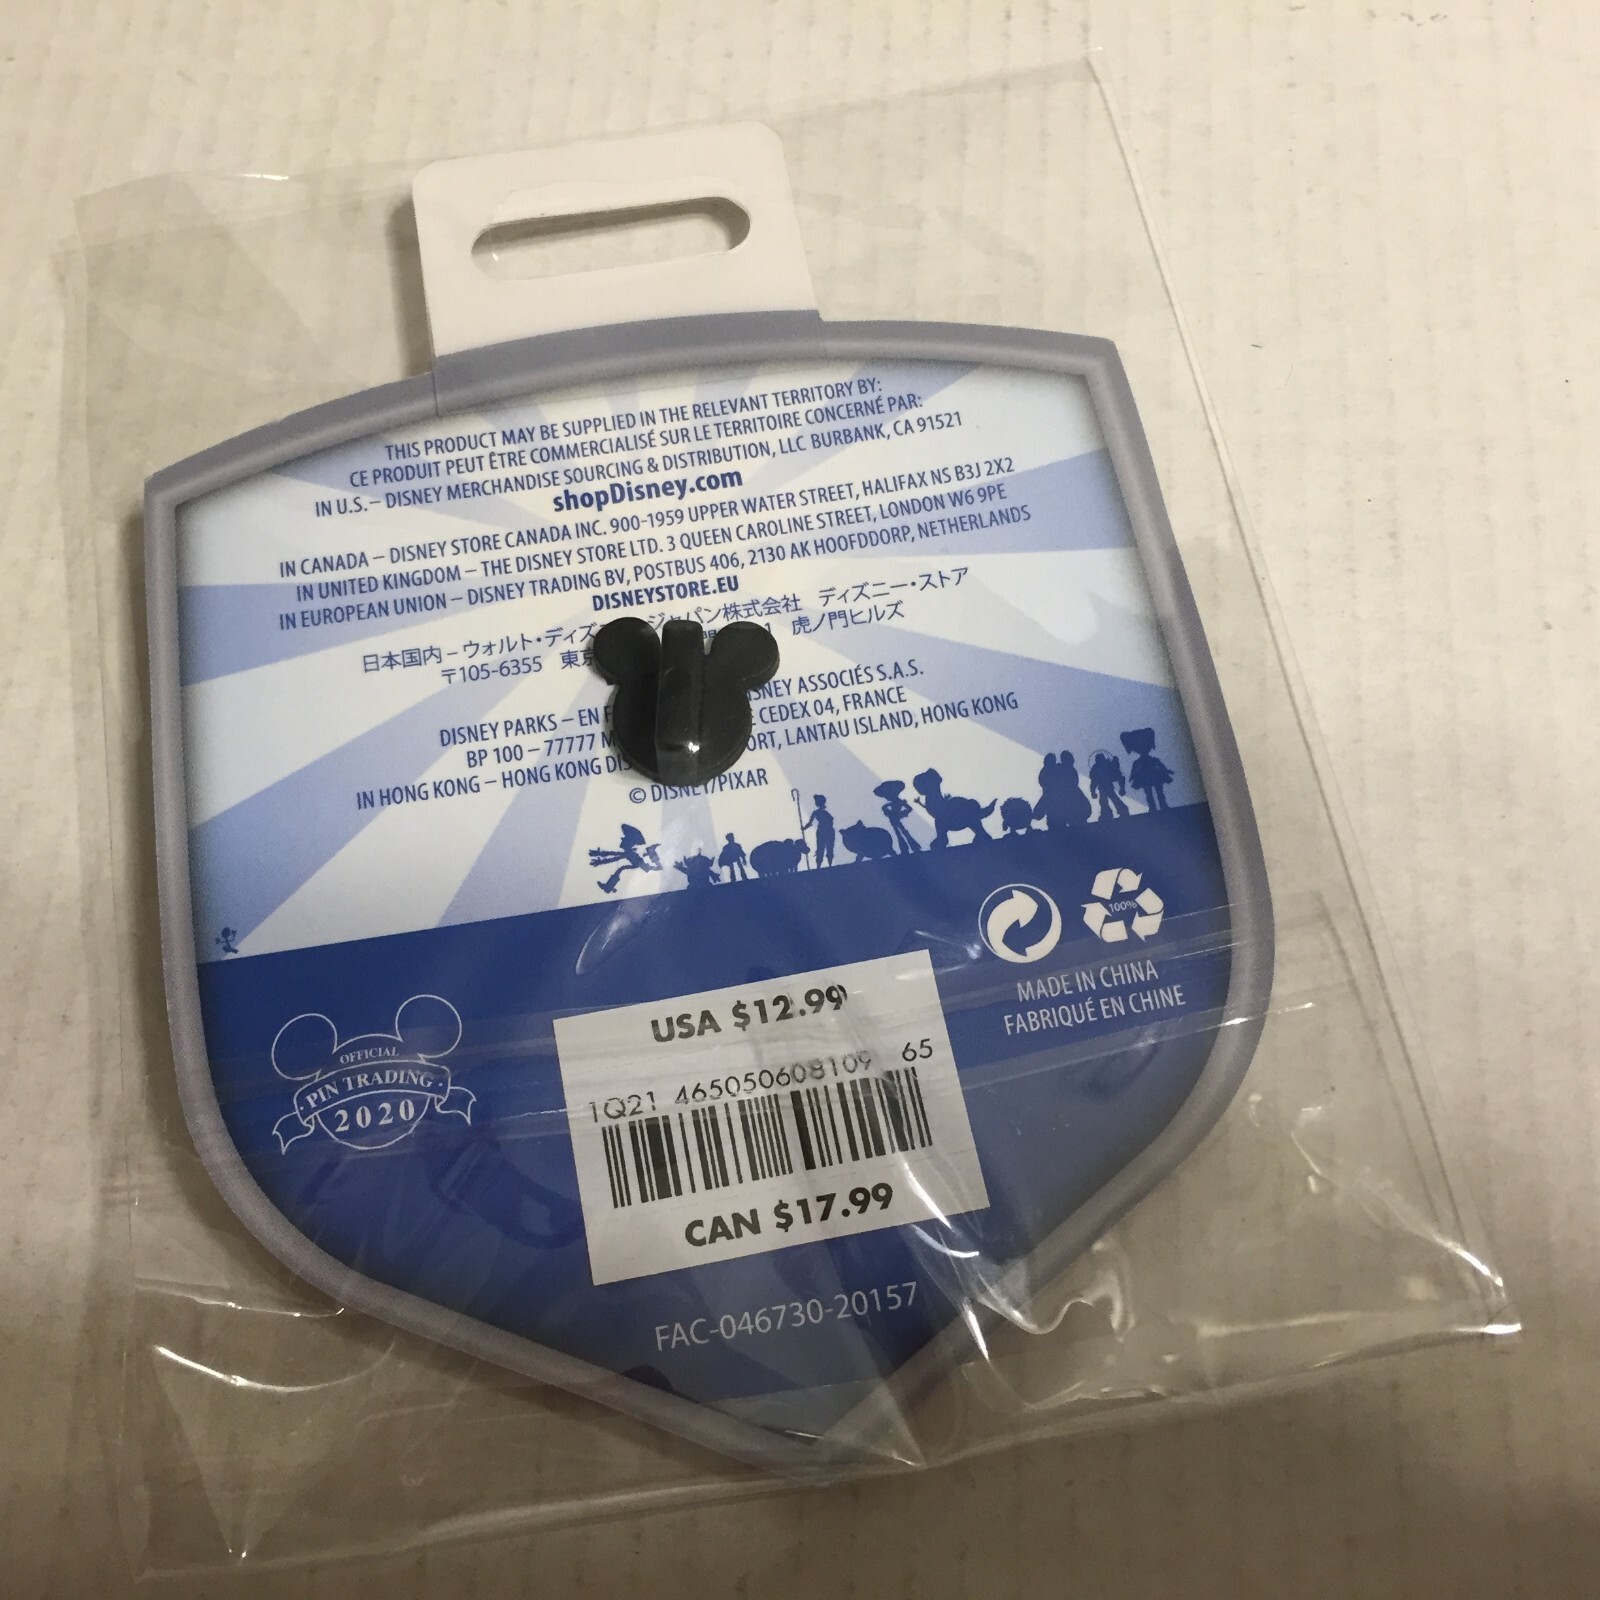 THIS PRODUCT MAY BE SUPPLIED IN THE RELEVANT TERRITORY BY:
CE PRODUIT PEUT ÊTRE COMMERCIALISÉ SUR LE TERRITOIRE CONCERNÉ PAR:
IN U.S.– DISNEY MERCHANDISE SOURCING & DISTRIBUTION, LLC BURBANK, CA 91521
shopDisney.com
IN CANADA – DISNEY STORE CANADA INC. 900-1959 UPPER WATER STREET, HALIFAX NS B3J 2X2
IN UNITED KINGDOM – THE DISNEY STORE LTD. 3 QUEEN CAROLINE STREET, LONDON W6 9PE
IN EUROPEAN UNION – DISNEY TRADING BV, POSTBUS 406, 2130 AK HOOFDDORP, NETHERLANDS
DISNEYSTORE.EU
日本国内 – ウォルト・ディズ ジャパン株式会社 ディズニー・ストア
〒105-6355 東京 虎ノ門ヒルズ
DISNEY PARKS – EN ASSOCIÉS S.A.S.
BP 100 – 77777 CEDEX 04, FRANCE
IN HONG KONG – HONG KONG LANTAU ISLAND, HONG KONG
© DISNEY/PIXAR
100%
MADE IN CHINA
FABRIQUÉ EN CHINE
OFFICIAL
PIN TRADING
2020
USA $12.99
1Q21 465050608109 65
CAN $17.99
FAC-046730-20157